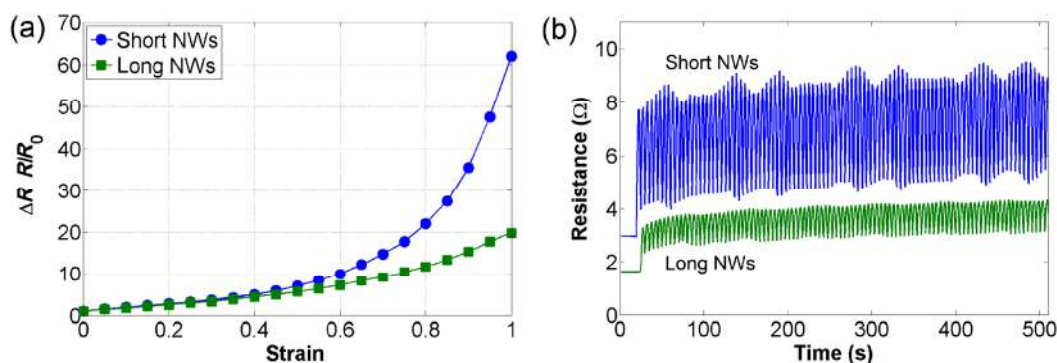 (a)
70
60
50
40
30
20
10
0
ΔR R/R0
Short NWs
Long NWs
0 0.2 0.4 0.6 0.8 1
Strain
(b)
10
8
6
4
2
0
Resistance (Ω)
Short NWs
Long NWs
0 100 200 300 400 500
Time (s)